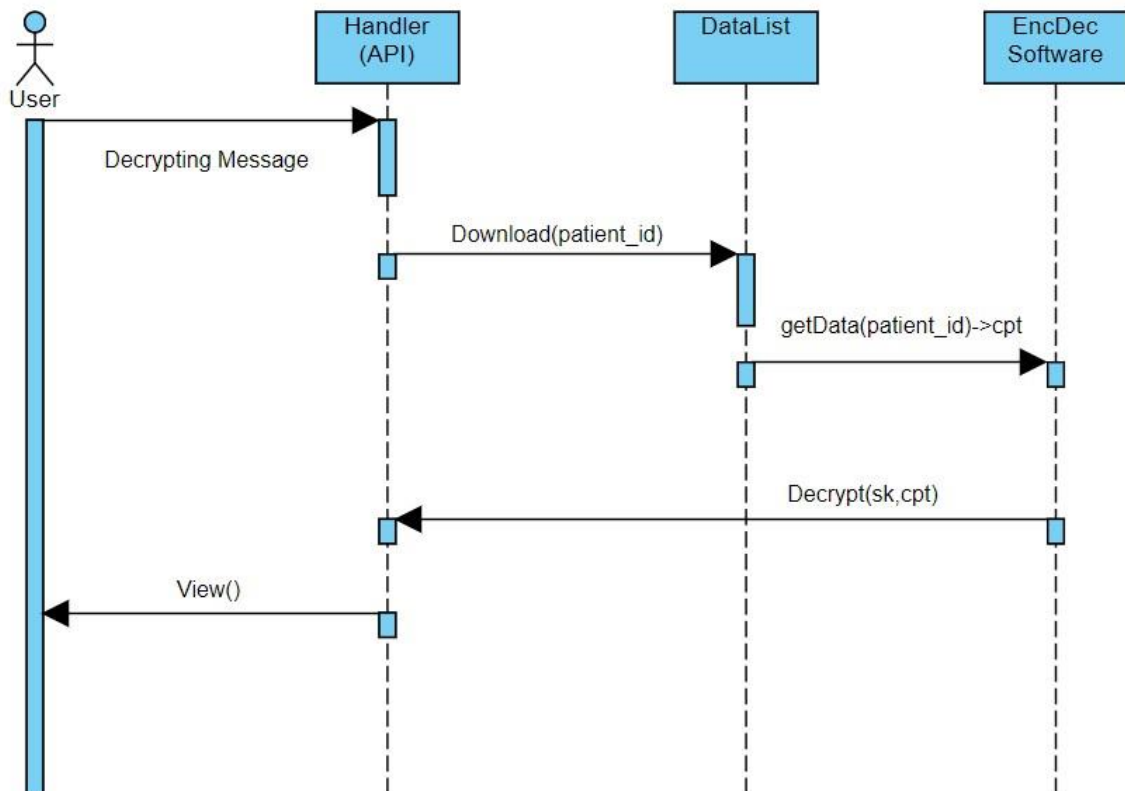 Handler
(API)
DataList
EncDec
Software
User
Decrypting Message
Download(patient_id)
getData(patient_id)->cpt
Decrypt(sk,cpt)
View()